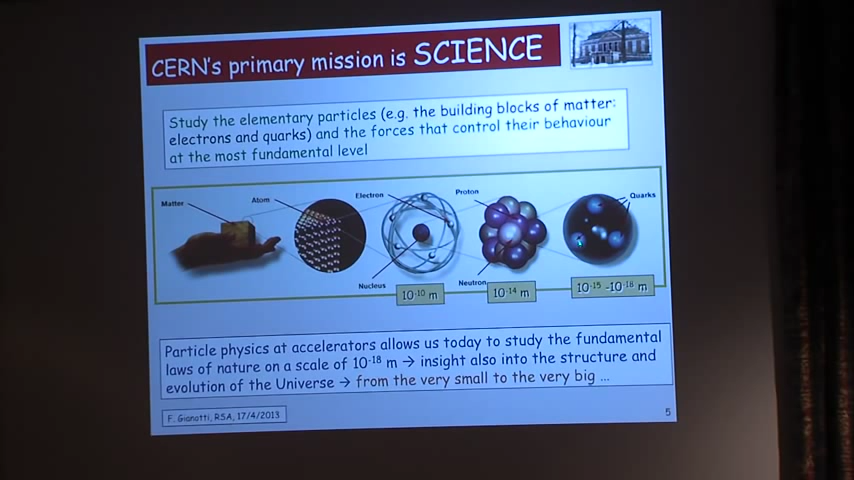 CERN's primary mission is SCIENCE
Study the elementary particles (e.g. the building blocks of matter:
electrons and quarks) and the forces that control their behaviour
at the most fundamental level
Matter
Atom
Electron
Proton
Quarks
Nucleus
Neutron
10⁻¹⁰ m
10⁻¹⁴ m
10⁻¹⁵ -10⁻¹⁸ m
Particle physics at accelerators allows us today to study the fundamental
laws of nature on a scale of 10⁻¹⁸ m → insight also into the structure and
evolution of the Universe → from the very small to the very big ...
F. Gianotti, RSA, 17/4/2013
5